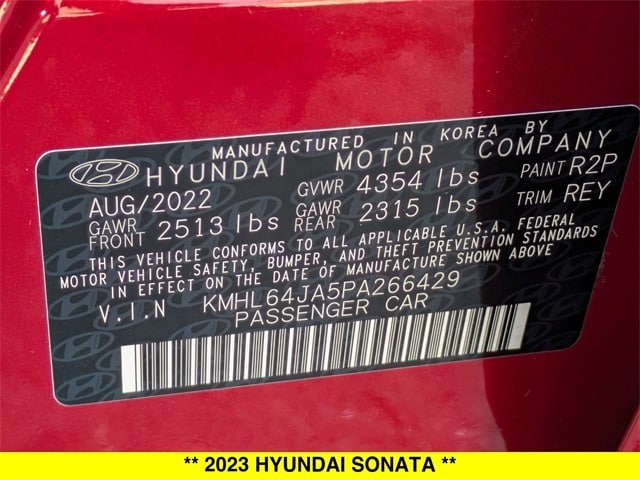 MANUFACTURED IN KOREA BY
HYUNDAI MOTOR COMPANY
AUG/2022 GVWR 4354 lbs PAINT R2P
GAWR FRONT 2513 lbs GAWR REAR 2315 lbs TRIM REY
THIS VEHICLE CONFORMS TO ALL APPLICABLE U.S.A. FEDERAL
MOTOR VEHICLE SAFETY, BUMPER, AND THEFT PREVENTION STANDARDS
IN EFFECT ON THE DATE OF MANUFACTURE SHOWN ABOVE
V.I.N KMHL64JA5PA266429
PASSENGER CAR
** 2023 HYUNDAI SONATA **